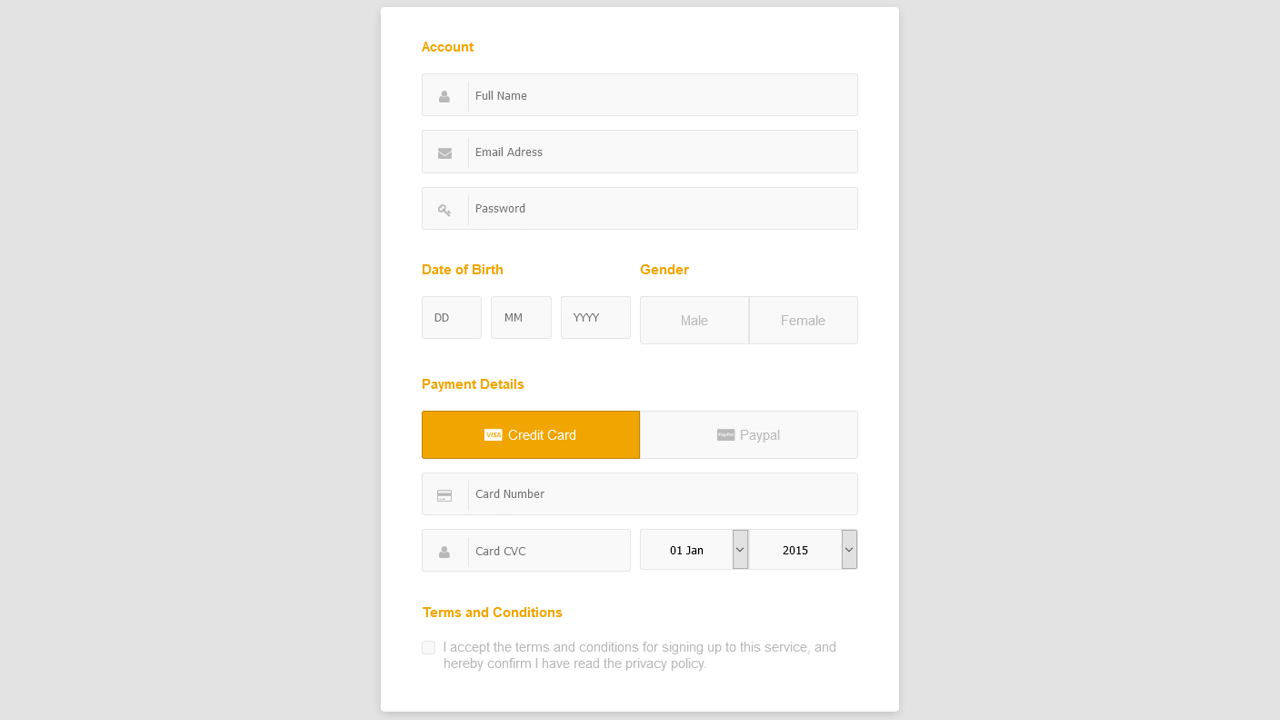 Account
Full Name
Email Adress
Password
Date of Birth
Gender
DD
MM
YYYY
Male
Female
Payment Details
VISA Credit Card
PayPal Paypal
Card Number
Card CVC
01 Jan
2015
Terms and Conditions
I accept the terms and conditions for signing up to this service, and
hereby confirm I have read the privacy policy.